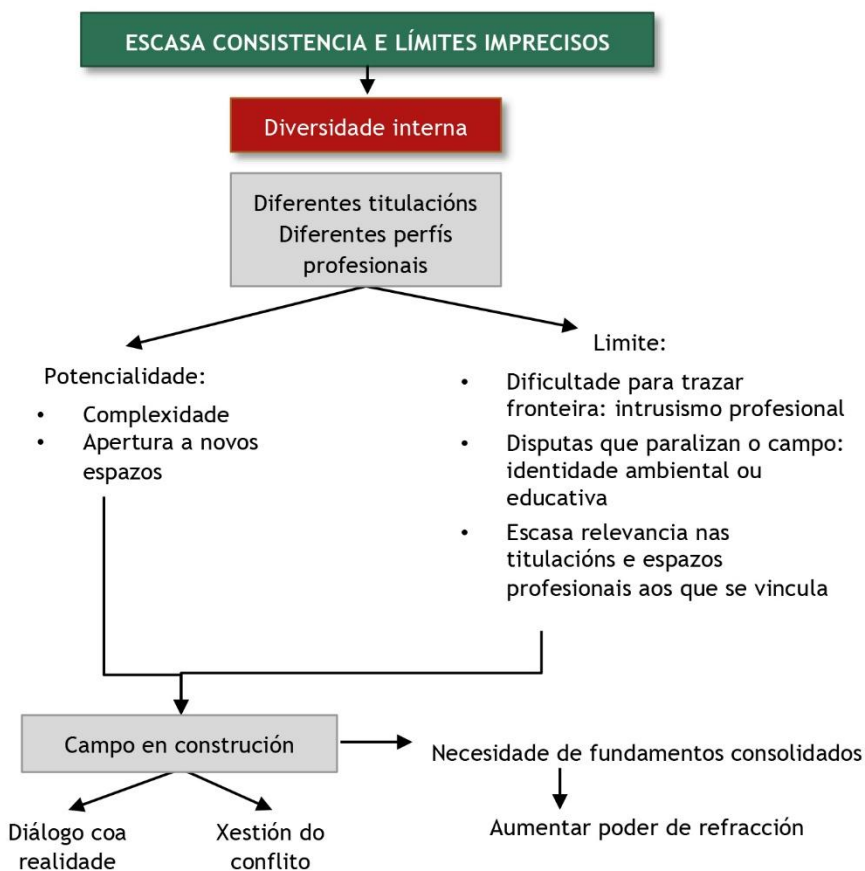 ESCASA CONSISTENCIA E LÍMITES IMPRECISOS
Diversidade interna
Diferentes titulacións
Diferentes perfís
profesionais
Potencialidade:
• Complexidade
• Apertura a novos
espazos
Limite:
• Dificultade para trazar
fronteira: intrusismo profesional
• Disputas que paralizan o campo:
identidade ambiental ou
educativa
• Escasa relevancia nas
titulacións e espazos
profesionais aos que se vincula
Campo en construción
Necesidade de fundamentos consolidados
Aumentar poder de refracción
Diálogo coa
realidade
Xestión do
conflito